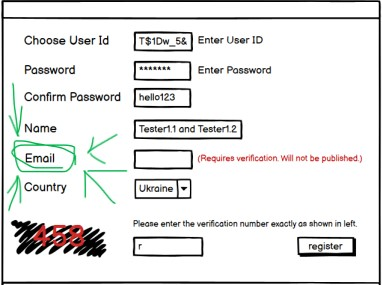 Choose User Id T$1Dw_5& Enter User ID
Password ******* Enter Password
Confirm Password hello123
Name Tester1.1 and Tester1.2
Email (Requires verification. Will not be published.)
Country Ukraine
Please enter the verification number exactly as shown in left.
458 r register